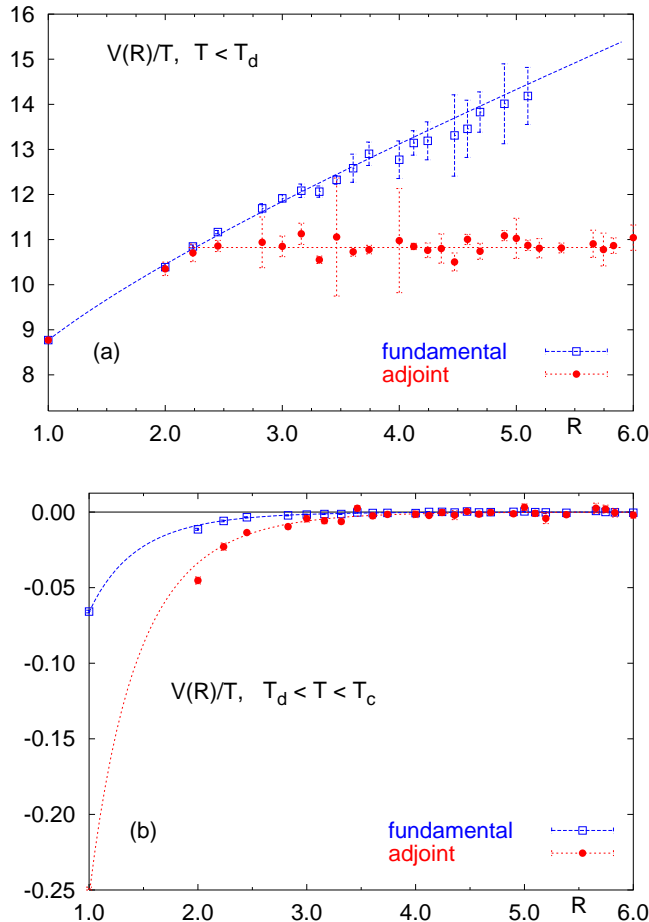 16
V(R)/T, T < T_d
15
14
13
12
11
10
9
(a)
fundamental
8
adjoint
1.0 2.0 3.0 4.0 5.0 R 6.0
0.00
-0.05
-0.10
V(R)/T, T_d < T < T_c
-0.15
-0.20
(b)
fundamental
adjoint
-0.25
1.0 2.0 3.0 4.0 5.0 R 6.0